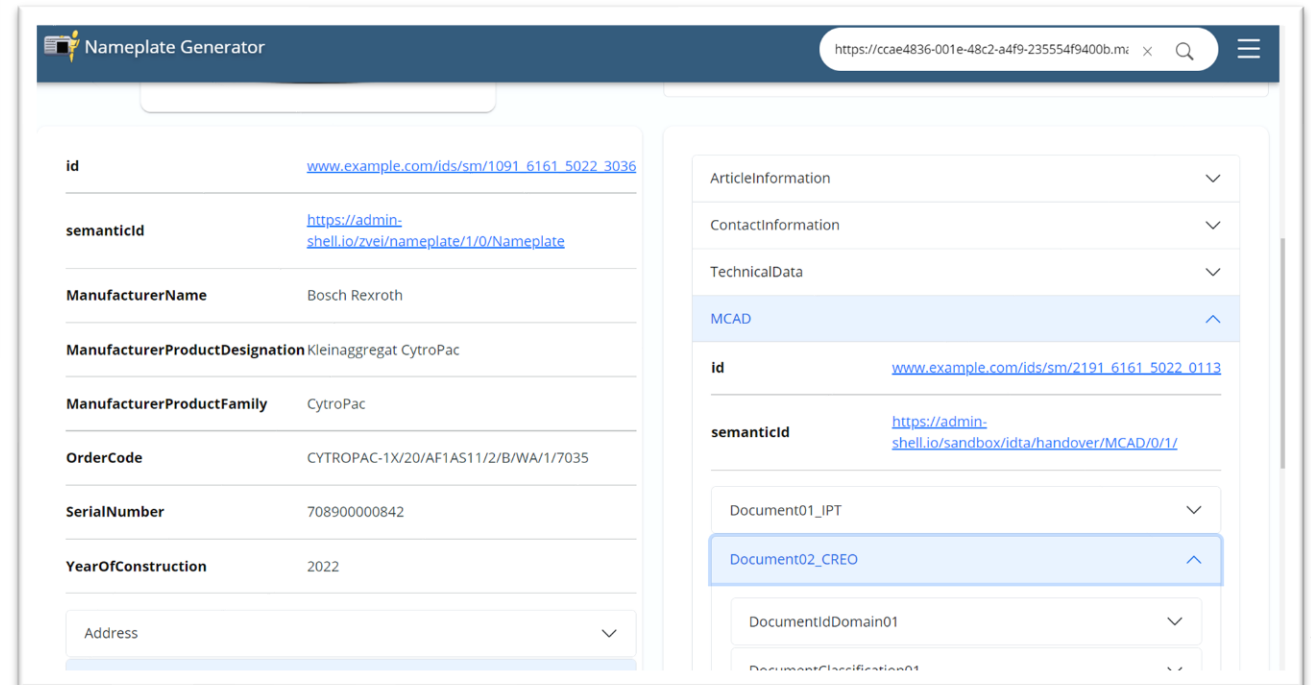 Nameplate Generator
https://ccae4836-001e-48c2-a4f9-235554f9400b.ma
id www.example.com/ids/sm/1091_6161_5022_3036
semanticId https://admin-
shell.io/zvei/nameplate/1/0/Nameplate
ManufacturerName Bosch Rexroth
ManufacturerProductDesignation Kleinaggregat CytroPac
ManufacturerProductFamily CytroPac
OrderCode CYTROPAC-1X/20/AF1AS11/2/B/WA/1/7035
SerialNumber 708900000842
YearOfConstruction 2022
Address
ArticleInformation
ContactInformation
TechnicalData
MCAD
id www.example.com/ids/sm/2191_6161_5022_0113
semanticId https://admin-
shell.io/sandbox/idta/handover/MCAD/0/1/
Document01_IPT
Document02_CREO
DocumentIdDomain01
DocumentClassification01